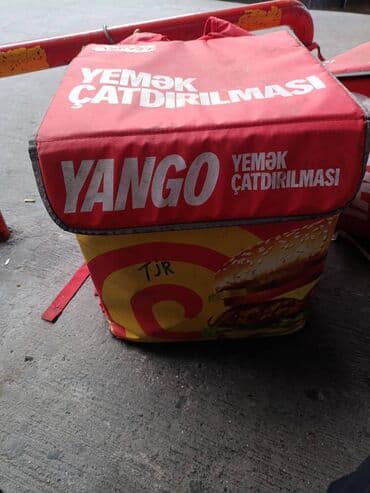 YEMƏK
ÇATDIRILMASI
YANGO
YEMƏK
ÇATDIRILMASI
TJR